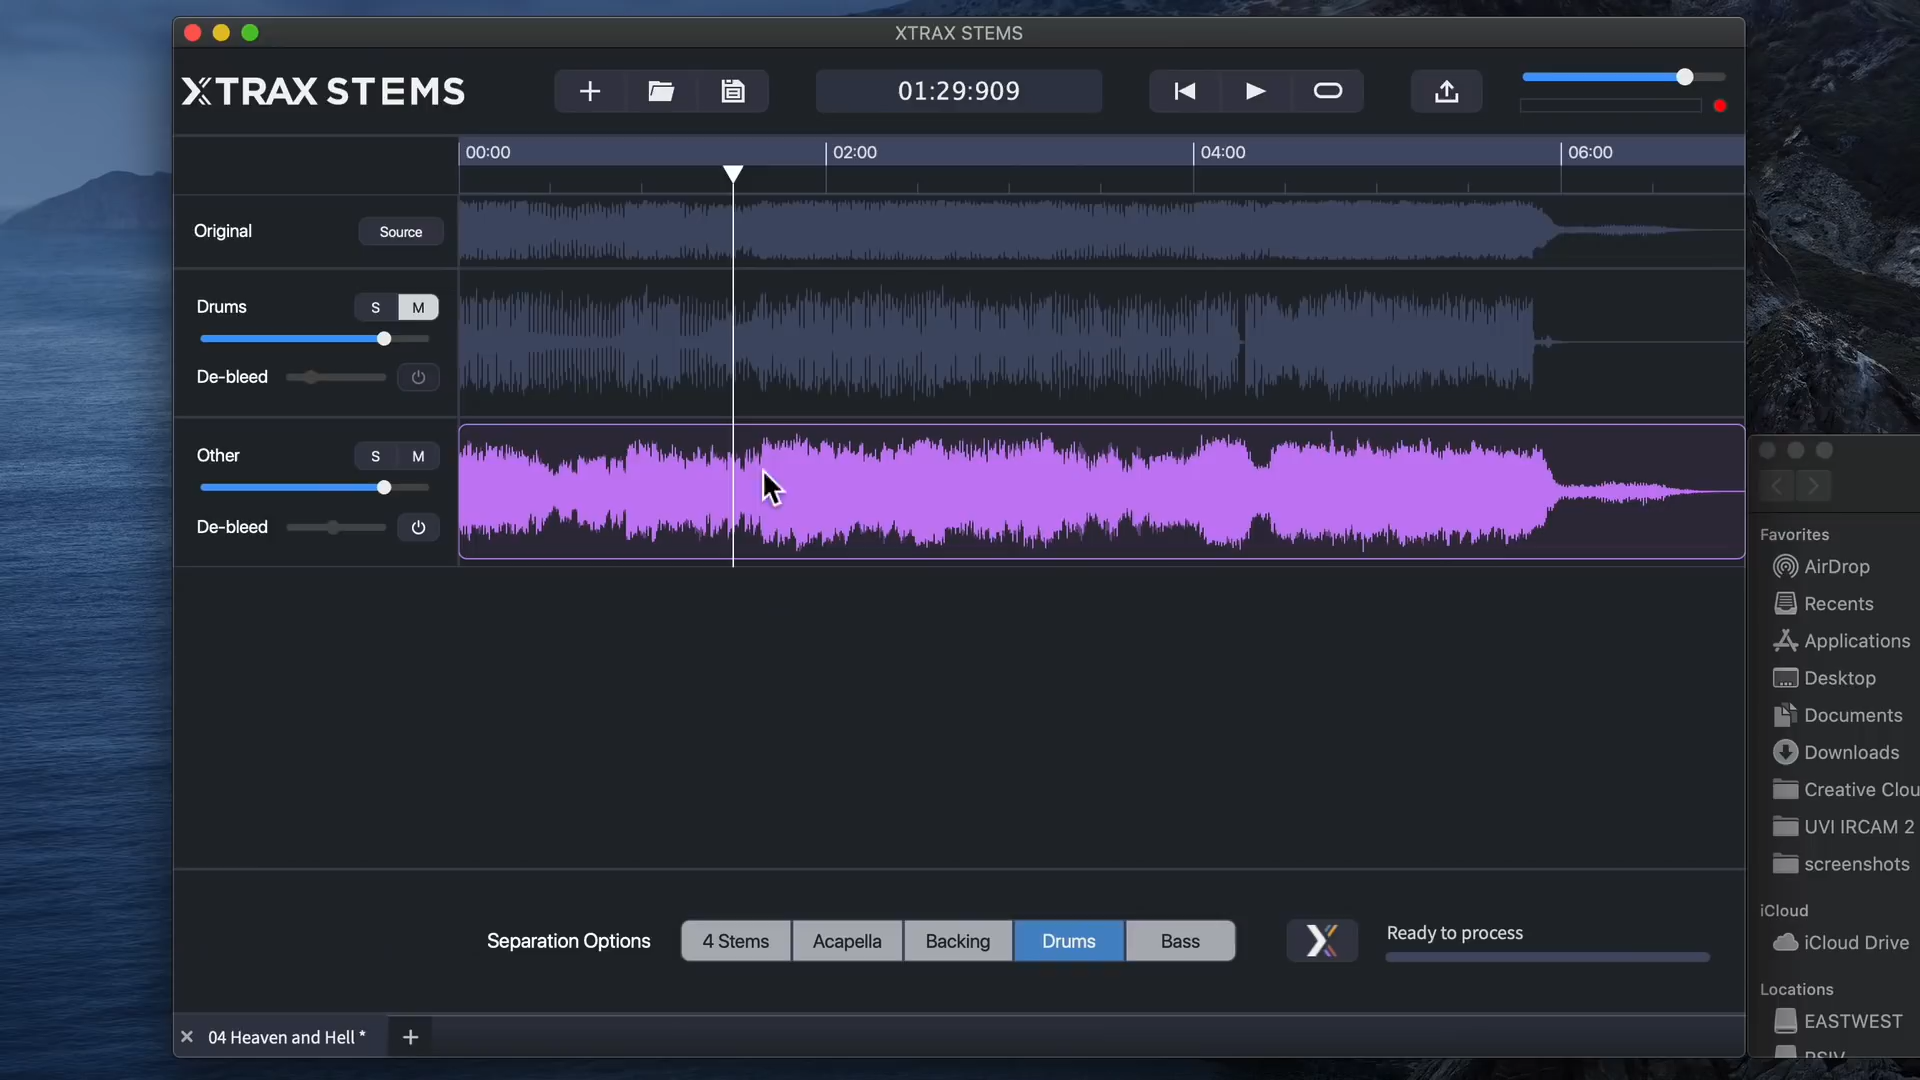 XTRAX STEMS
XTRAX STEMS
01:29:909
00:00
02:00
04:00
06:00
Original
Source
Drums
S
M
De-bleed
Other
S
M
De-bleed
Separation Options
4 Stems
Acapella
Backing
Drums
Bass
Ready to process
04 Heaven and Hell *
Favorites
AirDrop
Recents
Applications
Desktop
Documents
Downloads
Creative Clou
UVI IRCAM 2
screenshots
iCloud
iCloud Drive
Locations
EASTWEST